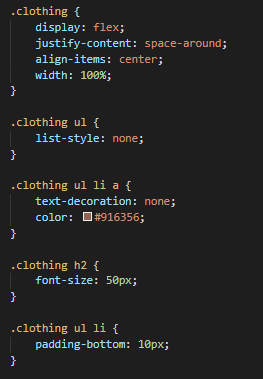 .clothing {
    display: flex;
    justify-content: space-around;
    align-items: center;
    width: 100%;
}

.clothing ul {
    list-style: none;
}

.clothing ul li a {
    text-decoration: none;
    color: #916356;
}

.clothing h2 {
    font-size: 50px;
}

.clothing ul li {
    padding-bottom: 10px;
}